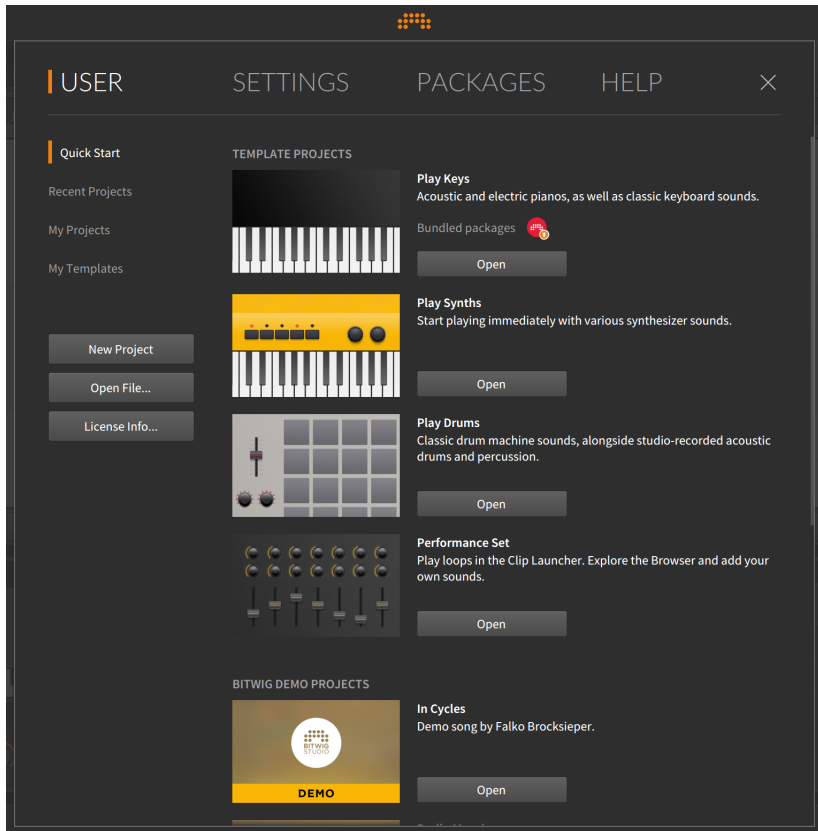 USER
SETTINGS
PACKAGES
HELP
Quick Start
Recent Projects
My Projects
My Templates
New Project
Open File...
License Info...
TEMPLATE PROJECTS
Play Keys
Acoustic and electric pianos, as well as classic keyboard sounds.
Bundled packages
Open
Play Synths
Start playing immediately with various synthesizer sounds.
Open
Play Drums
Classic drum machine sounds, alongside studio-recorded acoustic
drums and percussion.
Open
Performance Set
Play loops in the Clip Launcher. Explore the Browser and add your
own sounds.
Open
BITWIG DEMO PROJECTS
BITWIG
STUDIO
DEMO
In Cycles
Demo song by Falko Brocksieper.
Open